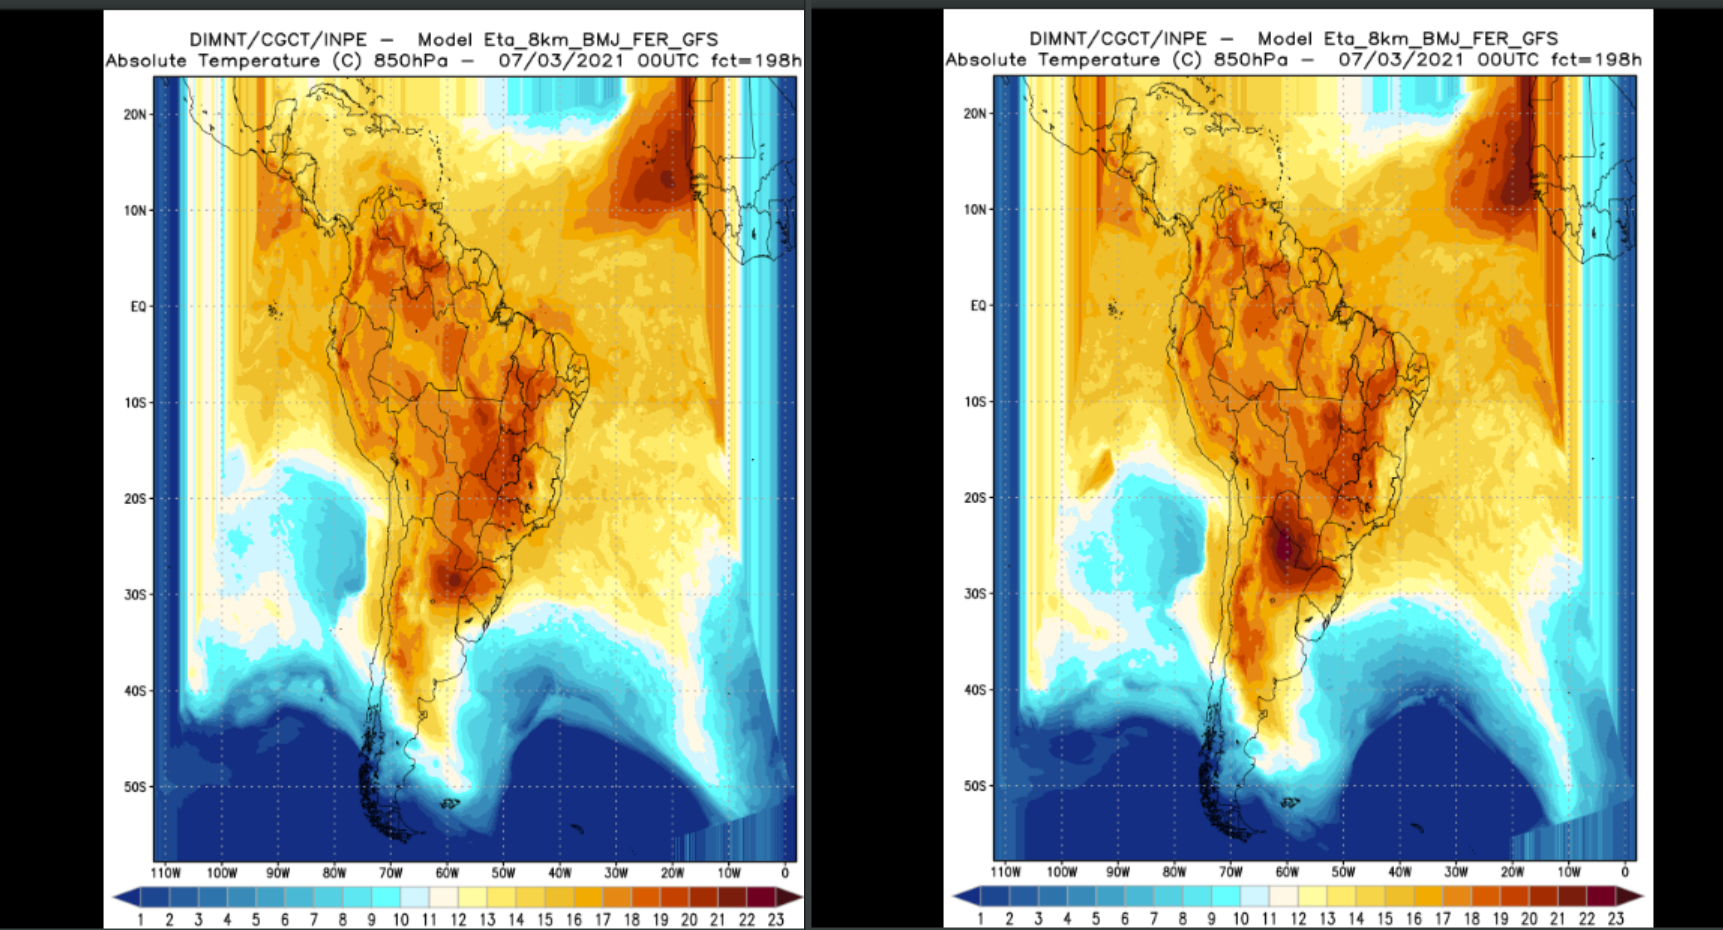 DIMNT/CGCT/INPE – Model Eta_8km_BMJ_FER_GFS
Absolute Temperature (C) 850hPa – 07/03/2021 00UTC fct=198h
20N
10N
EQ
10S
20S
30S
40S
50S
110W 100W 90W 80W 70W 60W 50W 40W 30W 20W 10W 0
1 2 3 4 5 6 7 8 9 10 11 12 13 14 15 16 17 18 19 20 21 22 23
DIMNT/CGCT/INPE – Model Eta_8km_BMJ_FER_GFS
Absolute Temperature (C) 850hPa – 07/03/2021 00UTC fct=198h
20N
10N
EQ
10S
20S
30S
40S
50S
110W 100W 90W 80W 70W 60W 50W 40W 30W 20W 10W 0
1 2 3 4 5 6 7 8 9 10 11 12 13 14 15 16 17 18 19 20 21 22 23